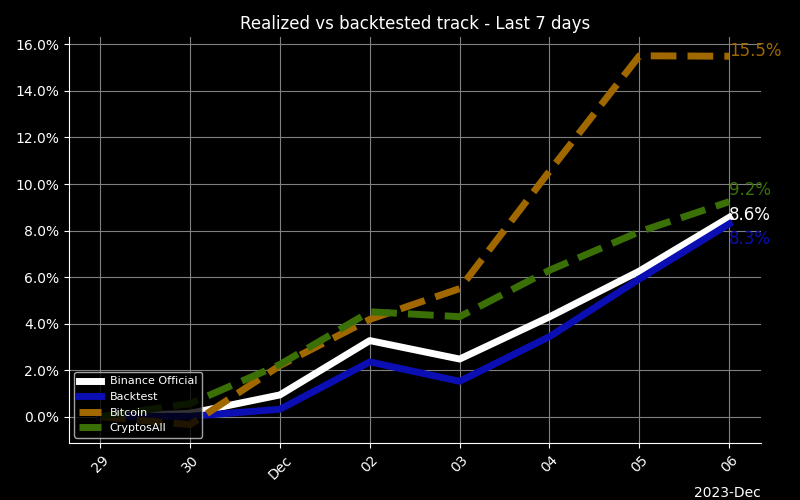 Realized vs backtested track - Last 7 days
16.0%
14.0%
12.0%
10.0%
8.0%
6.0%
4.0%
2.0%
0.0%
15.5%
9.2%
8.6%
8.3%
Binance Official
Backtest
Bitcoin
CryptosAll
29
30
Dec
02
03
04
05
06
2023-Dec